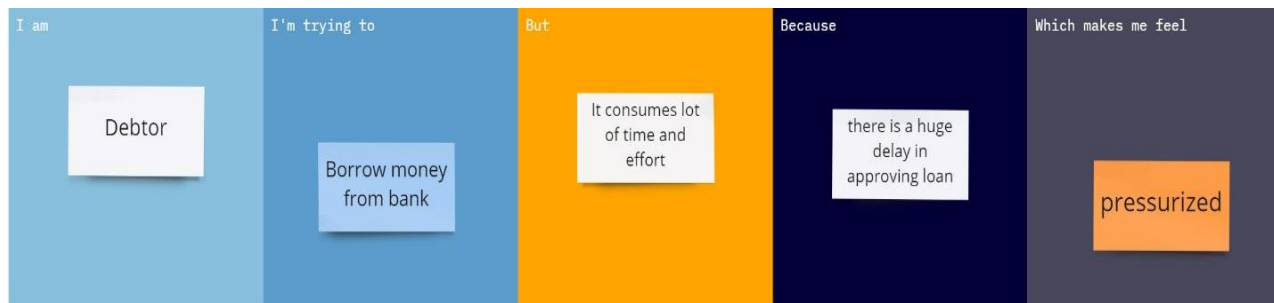 I am
Debtor
I'm trying to
Borrow money
from bank
But
It consumes lot
of time and
effort
Because
there is a huge
delay in
approving loan
Which makes me feel
pressurized